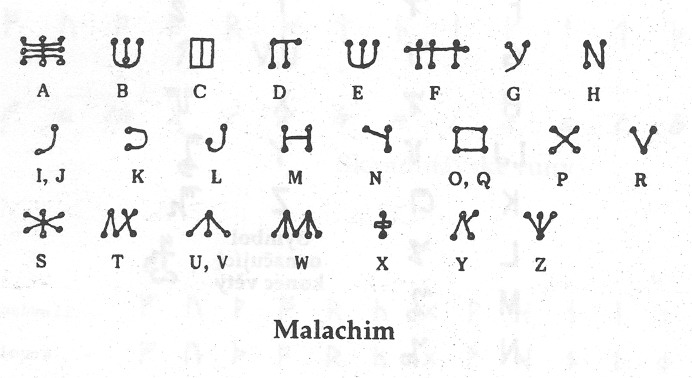 A B C D E F G H
I, J K L M N O, Q P R
S T U, V W X Y Z
Malachim